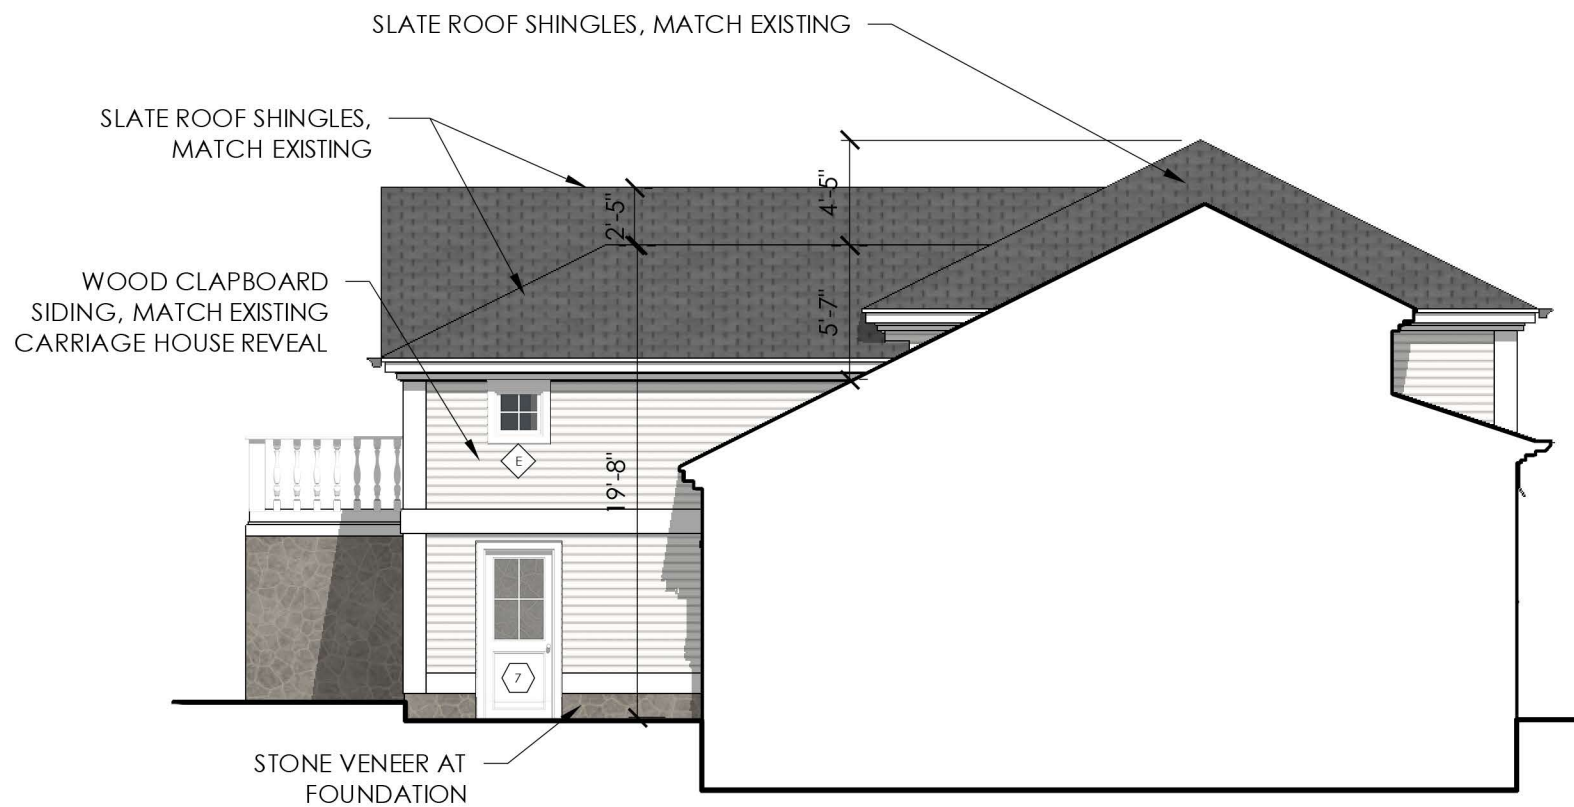 SLATE ROOF SHINGLES, MATCH EXISTING
SLATE ROOF SHINGLES,
MATCH EXISTING
2'-5"
4'-5"
WOOD CLAPBOARD
SIDING, MATCH EXISTING
CARRIAGE HOUSE REVEAL
5'-7"
E
19'-8"
7
STONE VENEER AT
FOUNDATION